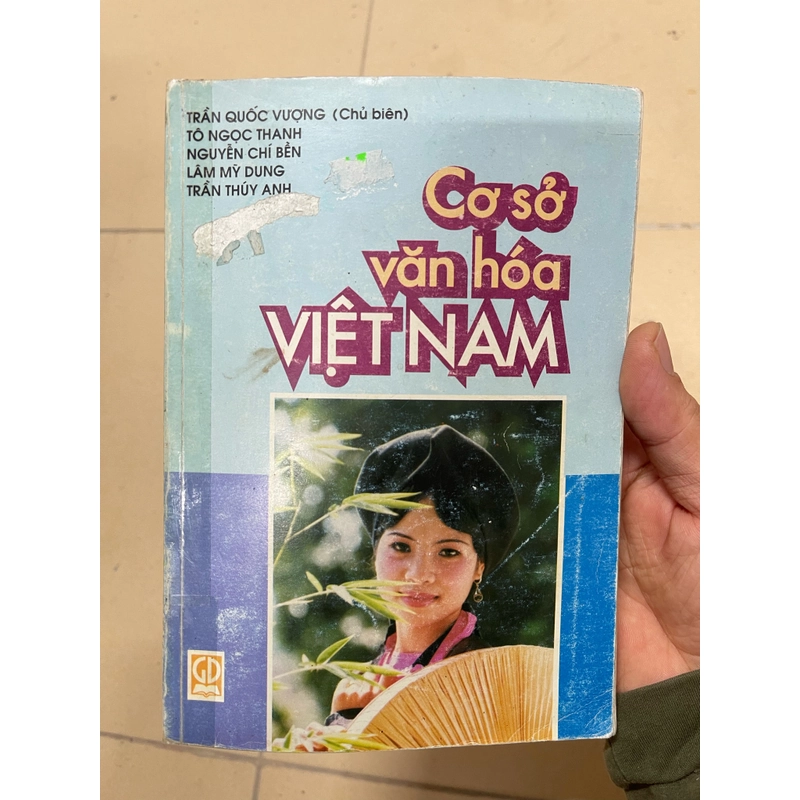 TRẦN QUỐC VƯỢNG (Chủ biên)
TÔ NGỌC THANH
NGUYỄN CHÍ BỀN
LÂM MỸ DUNG
TRẦN THÚY ANH
Cơ sở
văn hóa
VIỆT NAM
GD